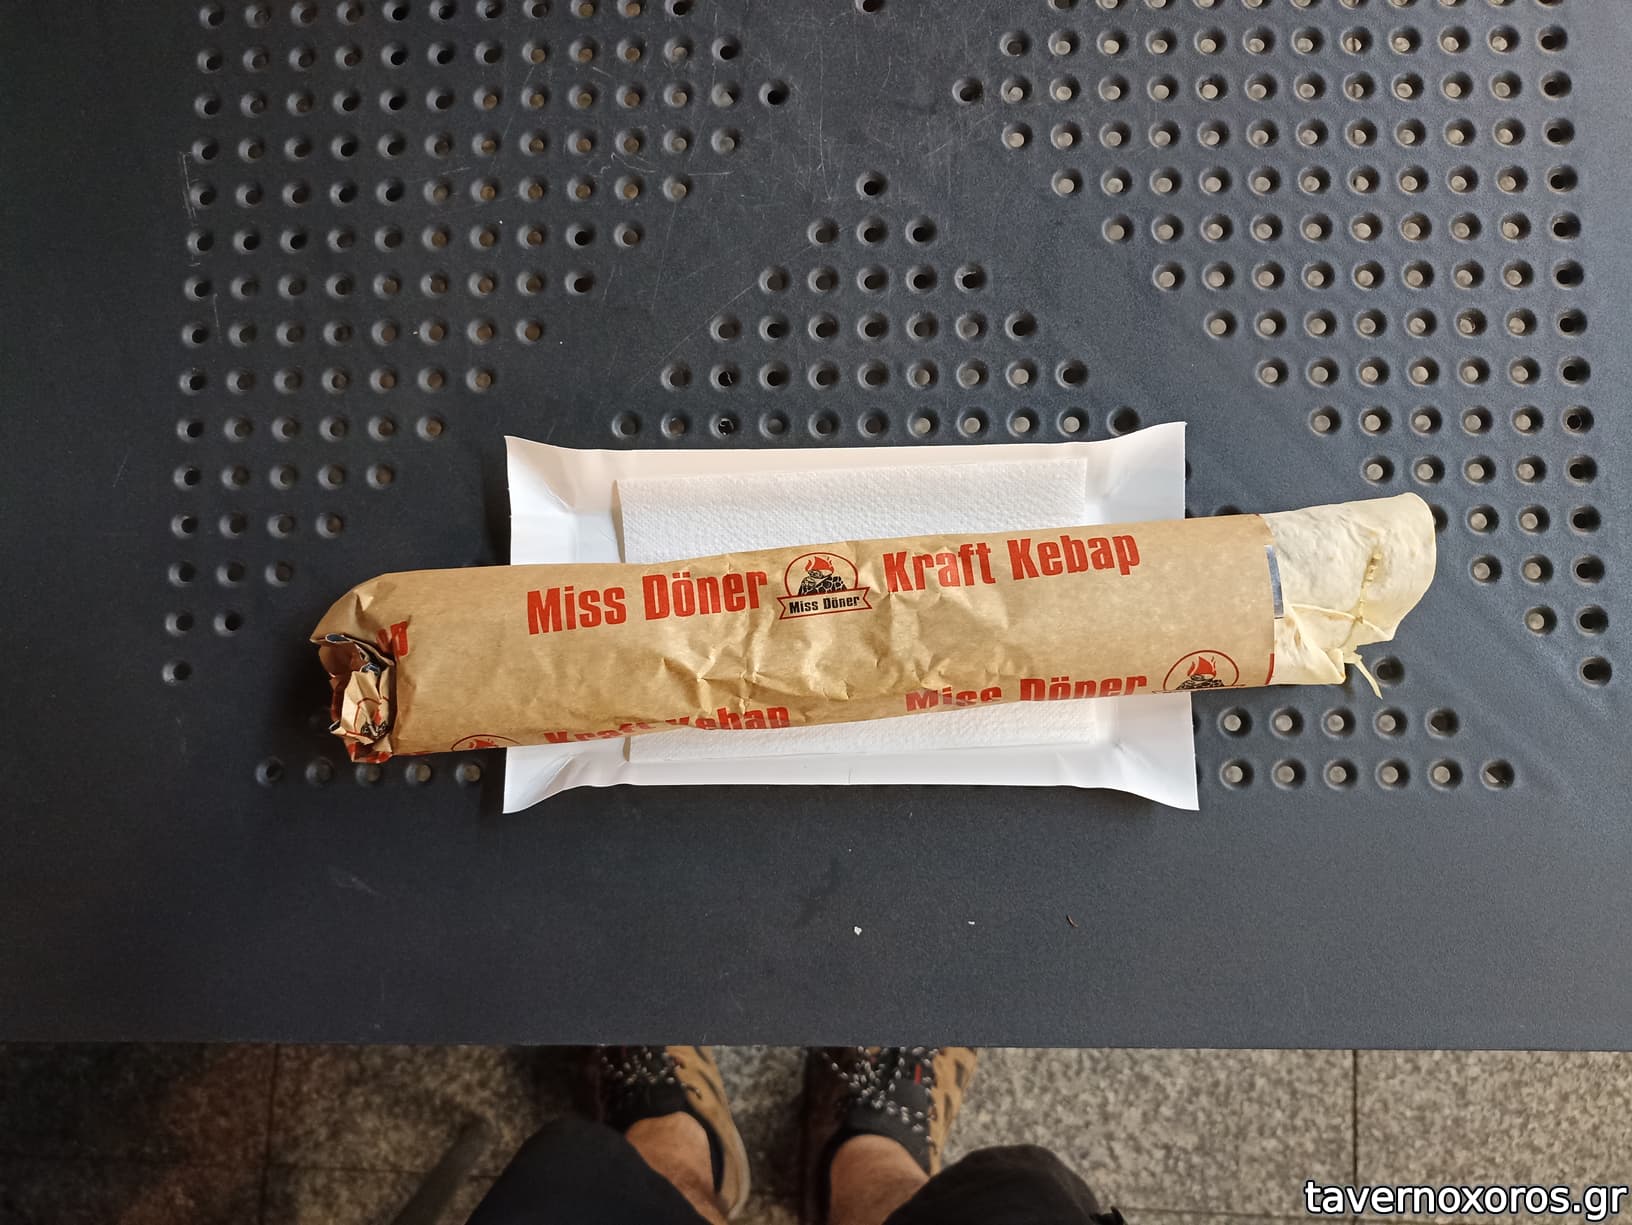 Miss Döner Miss Döner Kraft Kebap
Miss Döner
Kraft Kebap
tavernoxoros.gr